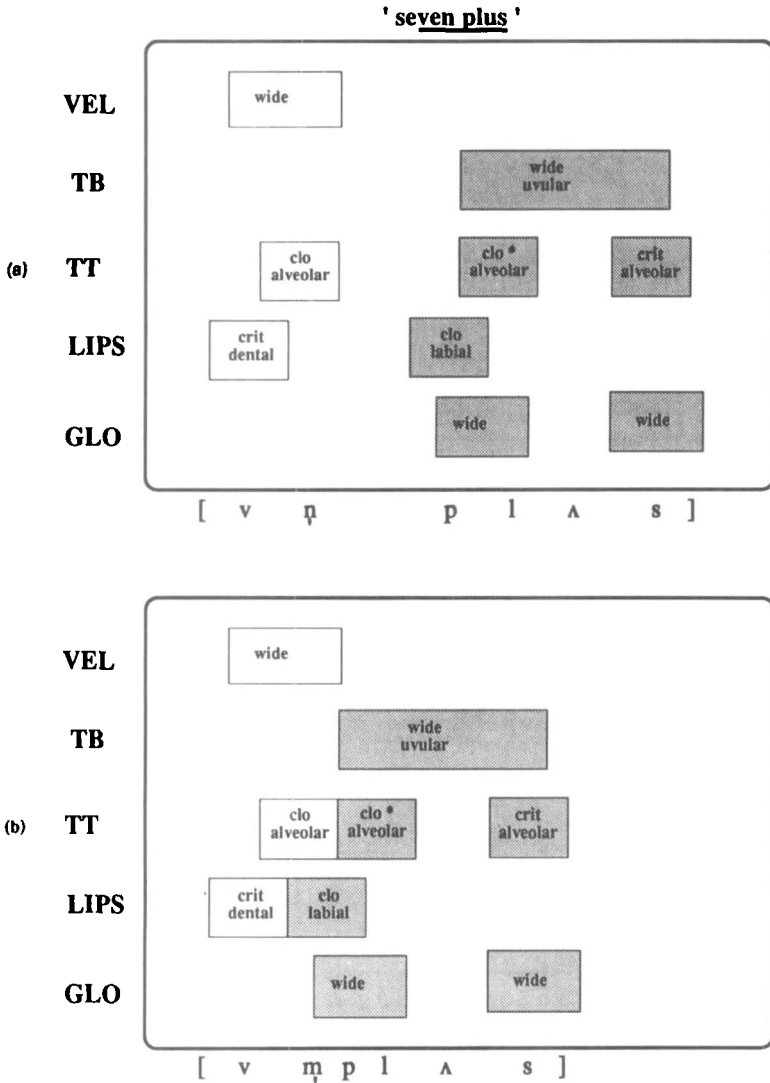 ' seven plus '
VEL
wide
TB
wide
uvular
(a)
TT
clo
alveolar
clo *
alveolar
crit
alveolar
LIPS
crit
dental
clo
labial
GLO
wide
wide
[ v n̩ p l ʌ s ]
VEL
wide
TB
wide
uvular
(b)
TT
clo
alveolar
clo *
alveolar
crit
alveolar
LIPS
crit
dental
clo
labial
GLO
wide
wide
[ v m̩ p l ʌ s ]